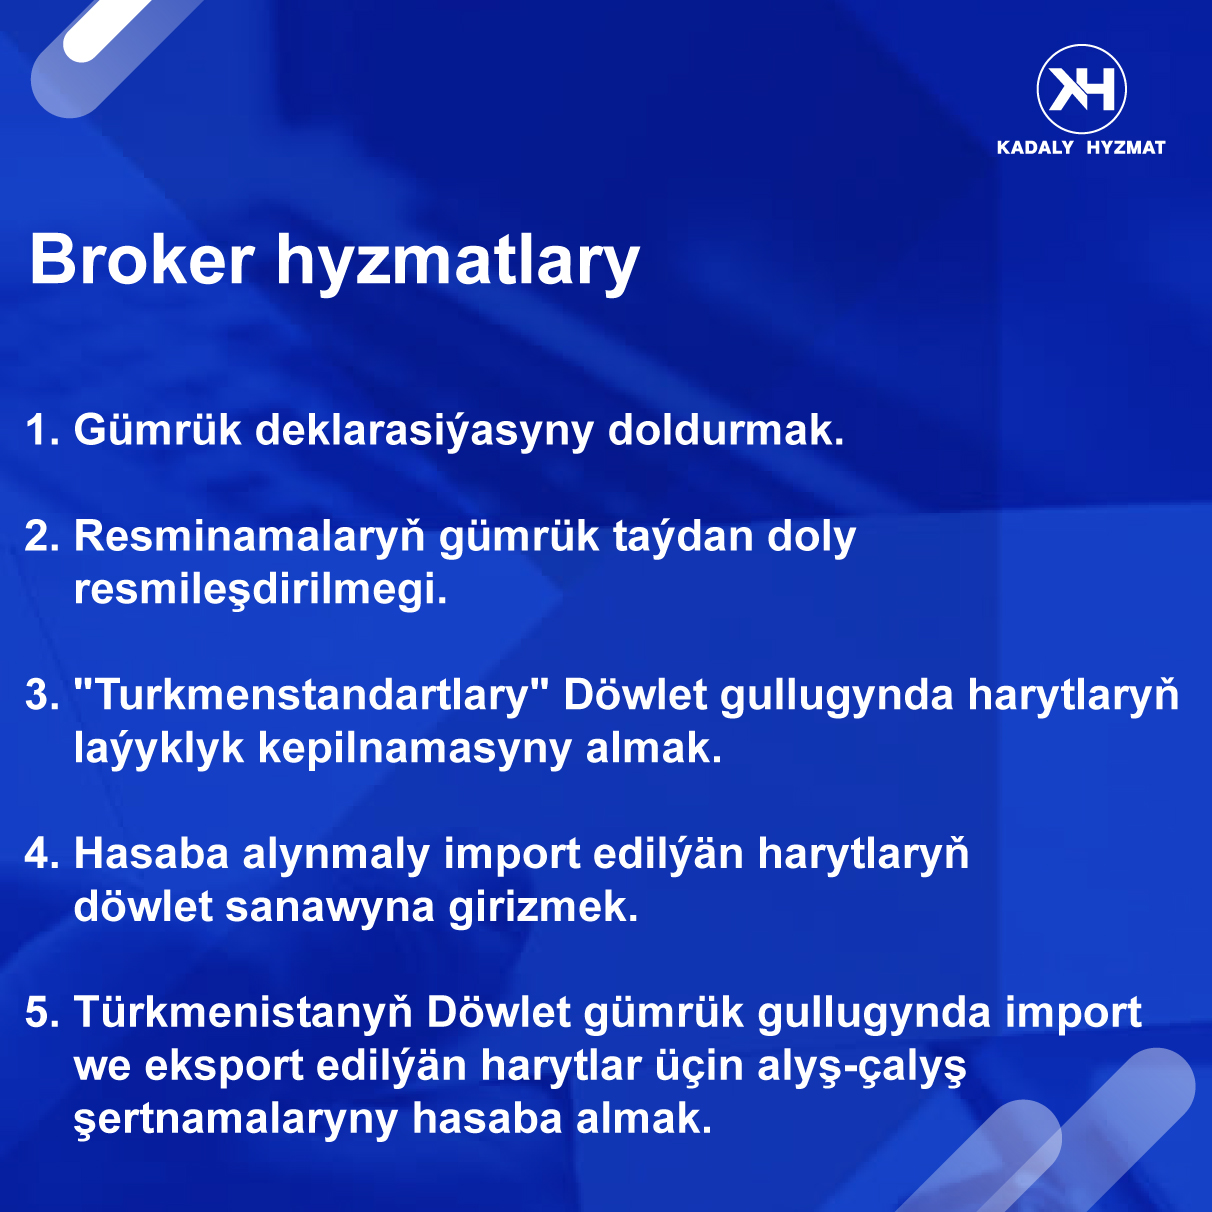 KH
KADALY HYZMAT
Broker hyzmatlary
1. Gümrük deklarasiýasyny doldurmak.
2. Resminamalaryň gümrük taýdan doly
resmileşdirilmegi.
3. "Turkmenstandartlary" Döwlet gullugynda harytlaryň
laýyklyk kepilnamasyny almak.
4. Hasaba alynmaly import edilýän harytlaryň
döwlet sanawyna girizmek.
5. Türkmenistanyň Döwlet gümrük gullugynda import
we eksport edilýän harytlar üçin alyş-çalyş
şertnamalaryny hasaba almak.